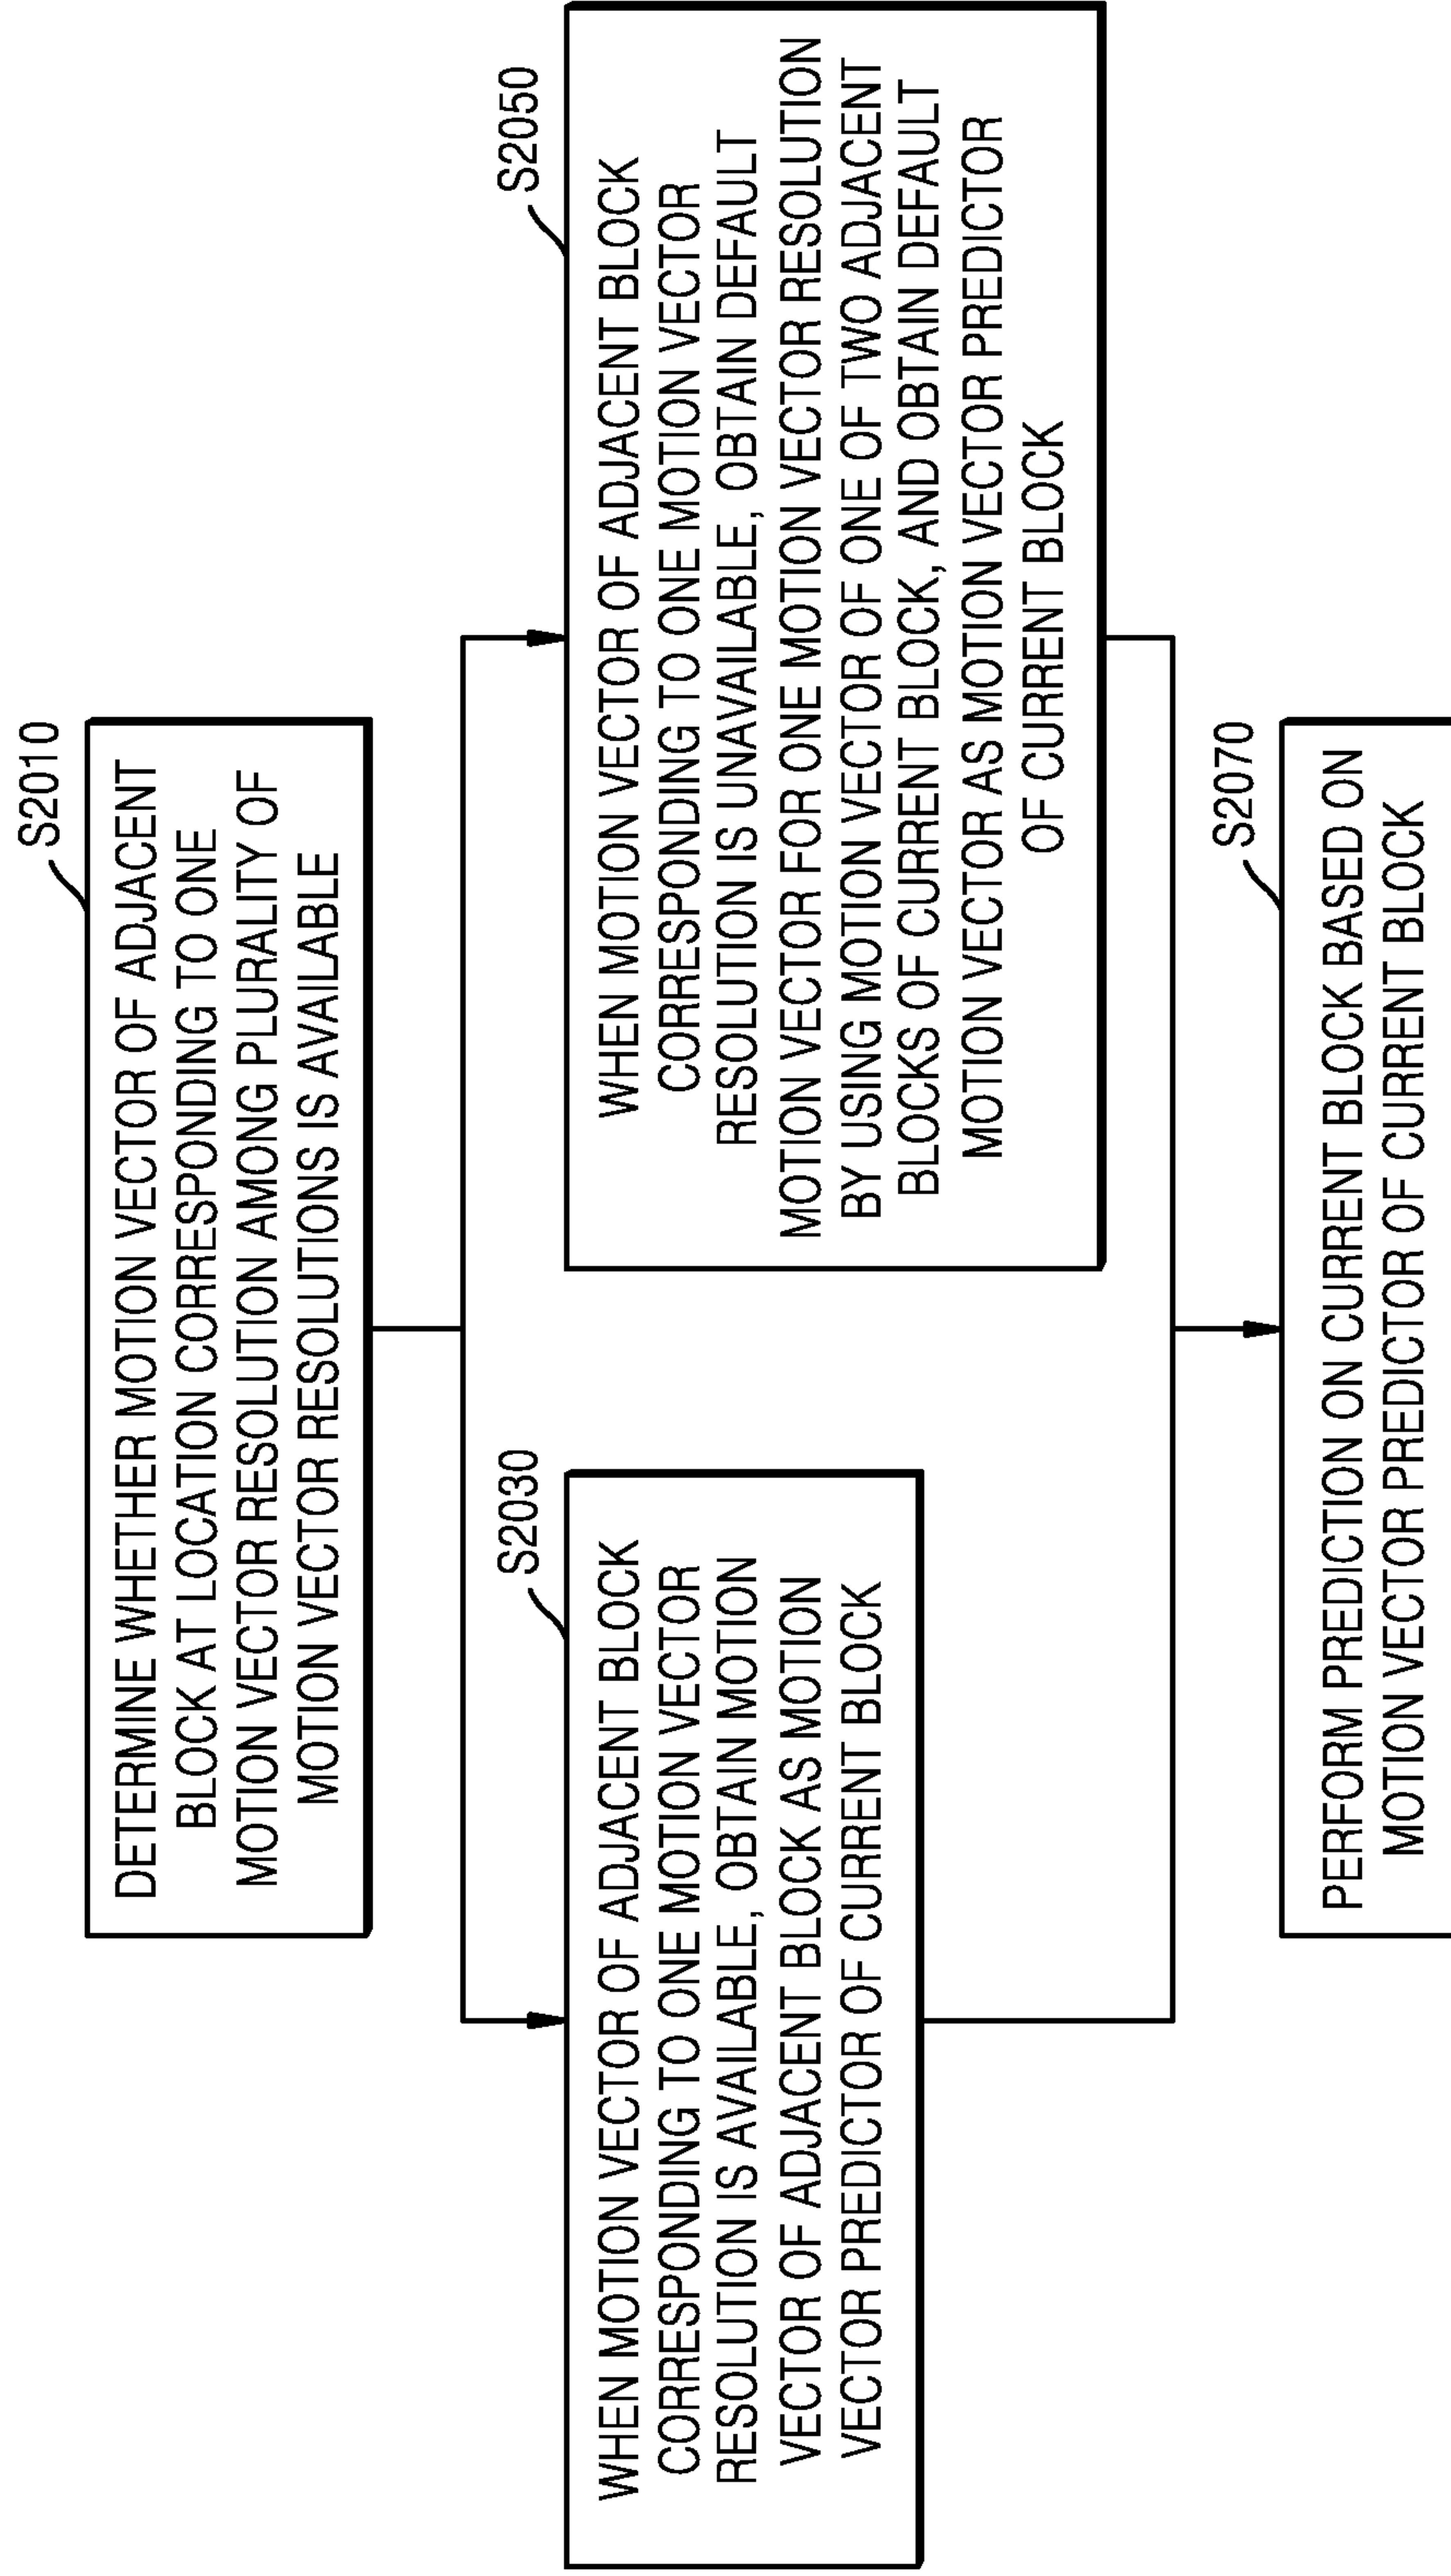 S2010
DETERMINE WHETHER MOTION VECTOR OF ADJACENT
BLOCK AT LOCATION CORRESPONDING TO ONE
MOTION VECTOR RESOLUTION AMONG PLURALITY OF
MOTION VECTOR RESOLUTIONS IS AVAILABLE
S2030
WHEN MOTION VECTOR OF ADJACENT BLOCK
CORRESPONDING TO ONE MOTION VECTOR
RESOLUTION IS AVAILABLE, OBTAIN MOTION
VECTOR OF ADJACENT BLOCK AS MOTION
VECTOR PREDICTOR OF CURRENT BLOCK
S2050
WHEN MOTION VECTOR OF ADJACENT BLOCK
CORRESPONDING TO ONE MOTION VECTOR
RESOLUTION IS UNAVAILABLE, OBTAIN DEFAULT
MOTION VECTOR FOR ONE MOTION VECTOR RESOLUTION
BY USING MOTION VECTOR OF ONE OF TWO ADJACENT
BLOCKS OF CURRENT BLOCK, AND OBTAIN DEFAULT
MOTION VECTOR AS MOTION VECTOR PREDICTOR
OF CURRENT BLOCK
S2070
PERFORM PREDICTION ON CURRENT BLOCK BASED ON
MOTION VECTOR PREDICTOR OF CURRENT BLOCK